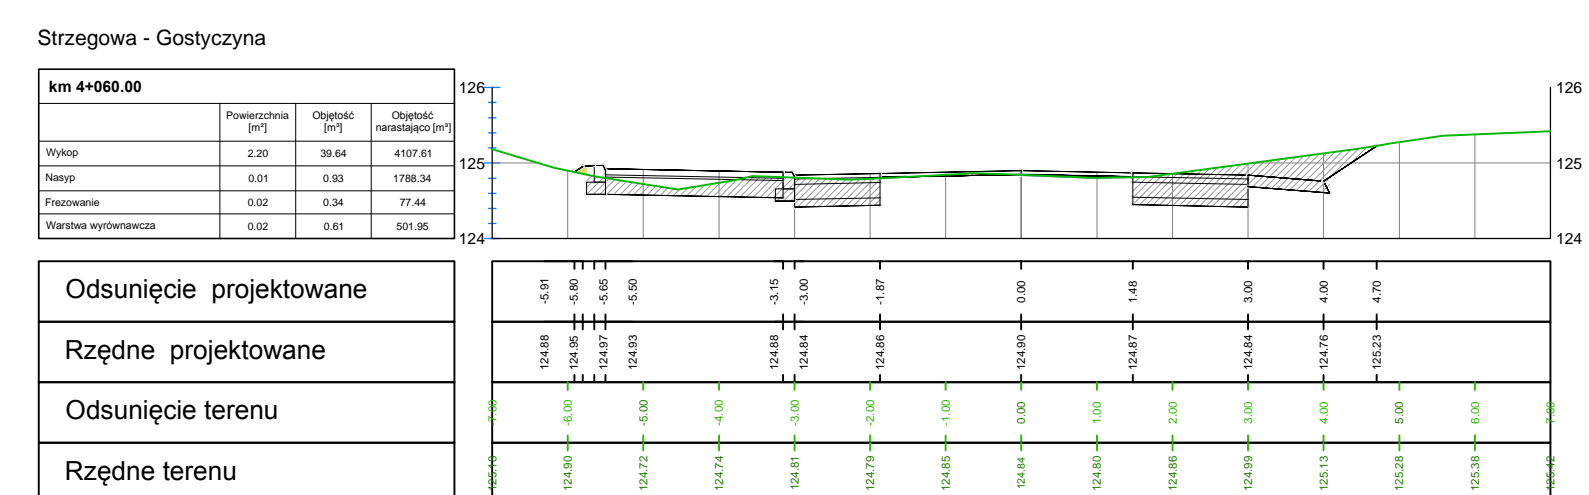 Strzegowa - Gostyczyna
km 4+060.00
Powierzchnia [m²] Objętość [m³] Objętość narastająco [m³]
Wykop 2.20 39.64 4107.61
Nasyp 0.01 0.93 1788.34
Frezowanie 0.02 0.34 77.44
Warstwa wyrównawcza 0.02 0.61 501.95
126 126
125 125
124 124
Odsunięcie projektowane -5.91 -5.80 -5.65 -5.50 -3.15 -3.00 -1.87 0.00 1.48 3.00 4.00 4.70
Rzędne projektowane 124.88 124.95 124.97 124.93 124.88 124.84 124.86 124.90 124.87 124.84 124.76 125.23
Odsunięcie terenu -7.00 -6.00 -5.00 -4.00 -3.00 -2.00 -1.00 0.00 1.00 2.00 3.00 4.00 5.00 6.00 7.00
Rzędne terenu 125.18 124.90 124.72 124.74 124.81 124.79 124.85 124.84 124.80 124.86 124.99 125.13 125.28 125.38 125.42